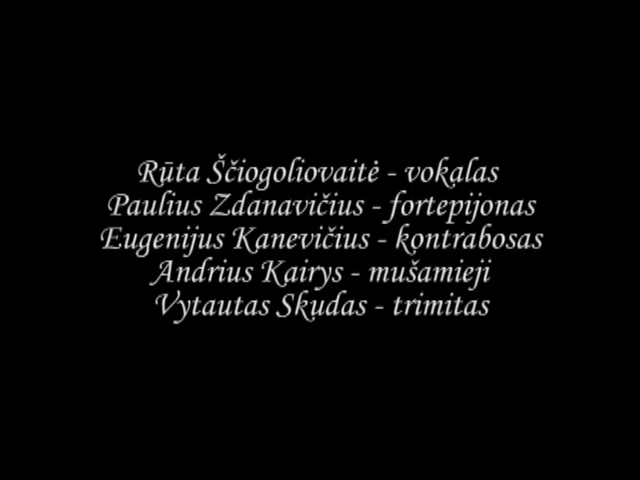 Rūta Ščiogoliovaitė - vokalas
Paulius Zdanavičius - fortepijonas
Eugenijus Kanevičius - kontrabosas
Andrius Kairys - mušamieji
Vytautas Skudas - trimitas